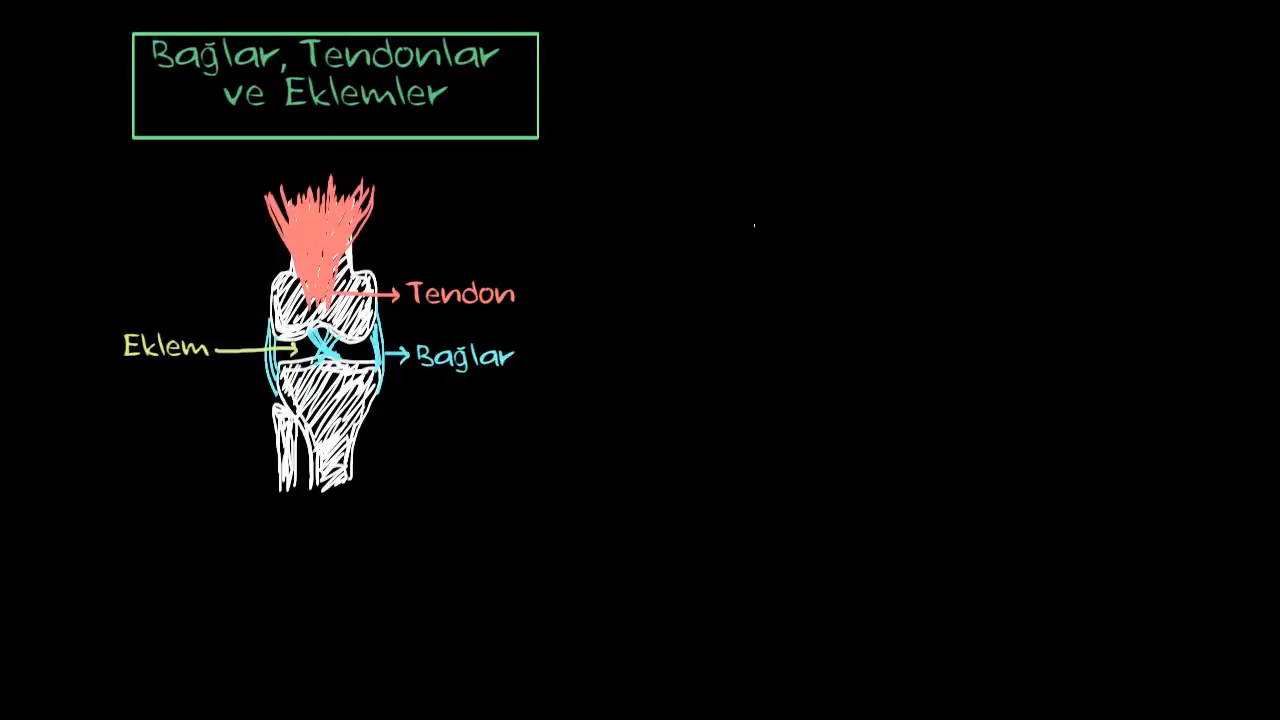 Bağlar, Tendonlar
ve Eklemler
Tendon
Eklem
Bağlar